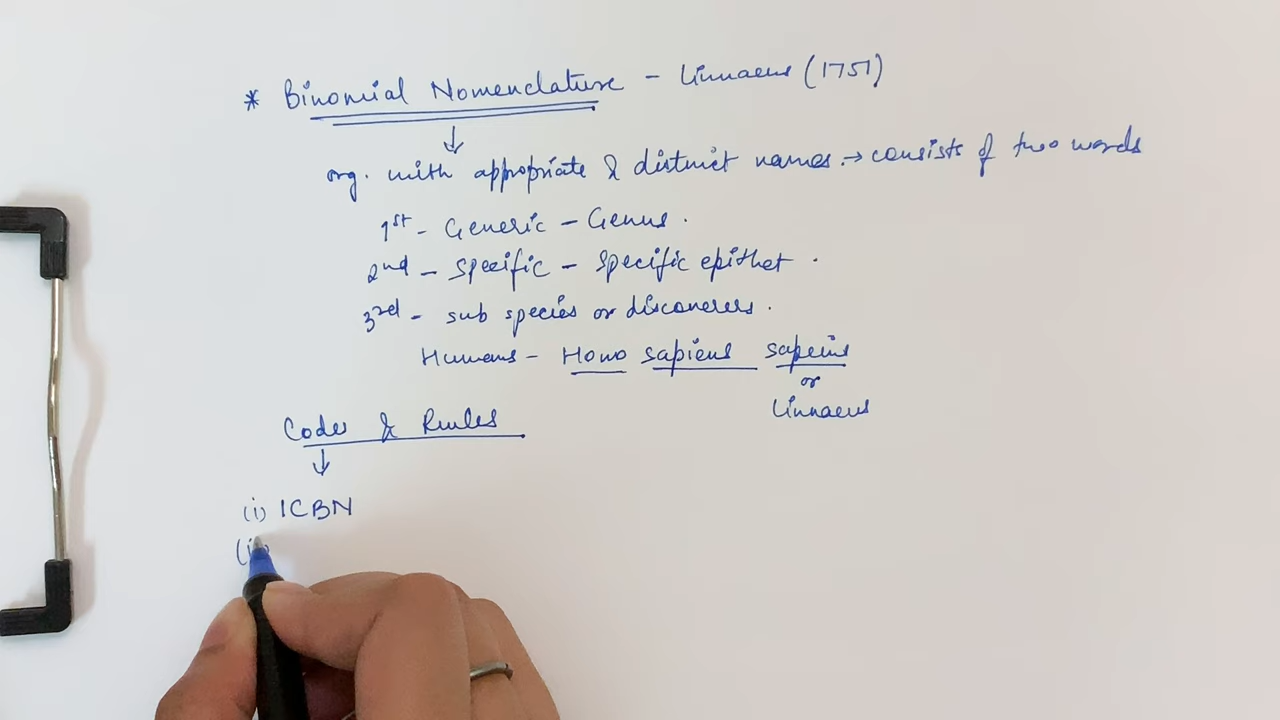 * Binomial Nomenclature - Linnaeus (1751)
↓
org. with appropriate & distinct names. → consists of two words
1st - Generic - Genus.
2nd - Specific - Specific epithet.
3rd - sub species or discoverers.
Humans - Homo sapiens sapeins
or
Linnaeus
Codes & Rules
↓
(i) ICBN
(i